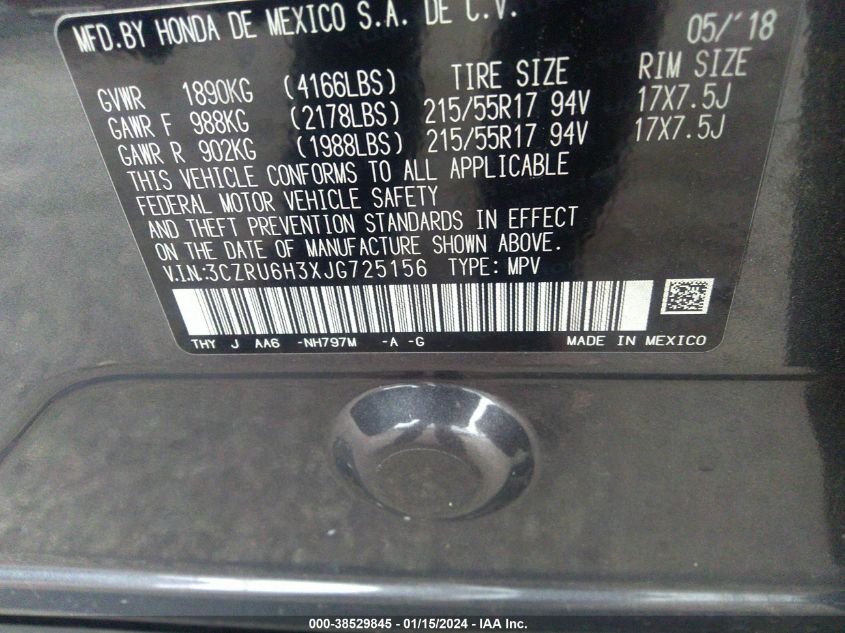 MFD.BY HONDA DE MEXICO S.A. DE C.V. 05/'18
GVWR 1890KG (4166LBS) TIRE SIZE RIM SIZE
GAWR F 988KG (2178LBS) 215/55R17 94V 17X7.5J
GAWR R 902KG (1988LBS) 215/55R17 94V 17X7.5J
THIS VEHICLE CONFORMS TO ALL APPLICABLE
FEDERAL MOTOR VEHICLE SAFETY
AND THEFT PREVENTION STANDARDS IN EFFECT
ON THE DATE OF MANUFACTURE SHOWN ABOVE.
V.I.N.:3CZRU6H3XJG725156 TYPE: MPV
THY J AA6 -NH797M -A -G MADE IN MEXICO
000-38529845 - 01/15/2024 - IAA Inc.